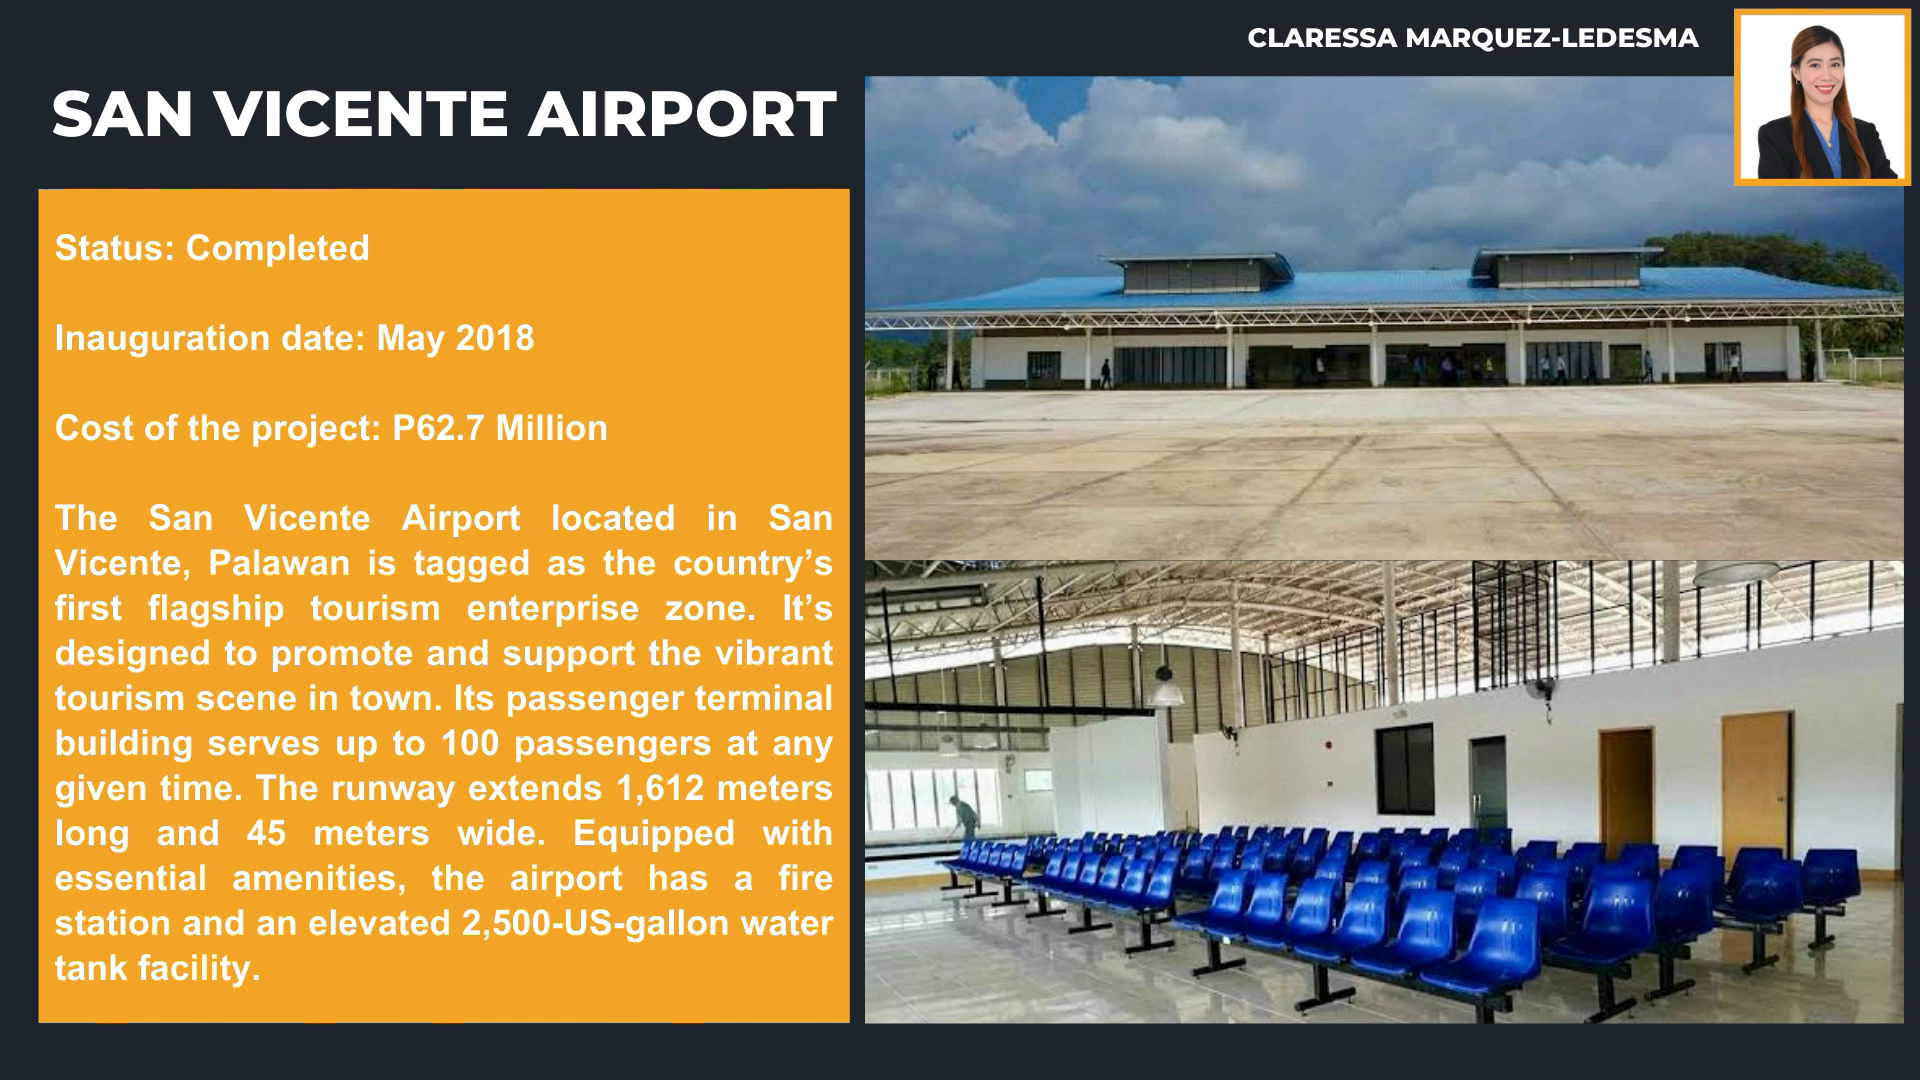 CLARESSA MARQUEZ-LEDESMA
SAN VICENTE AIRPORT
Status: Completed
Inauguration date: May 2018
Cost of the project: P62.7 Million
The San Vicente Airport located in San
Vicente, Palawan is tagged as the country’s
first flagship tourism enterprise zone. It’s
designed to promote and support the vibrant
tourism scene in town. Its passenger terminal
building serves up to 100 passengers at any
given time. The runway extends 1,612 meters
long and 45 meters wide. Equipped with
essential amenities, the airport has a fire
station and an elevated 2,500-US-gallon water
tank facility.